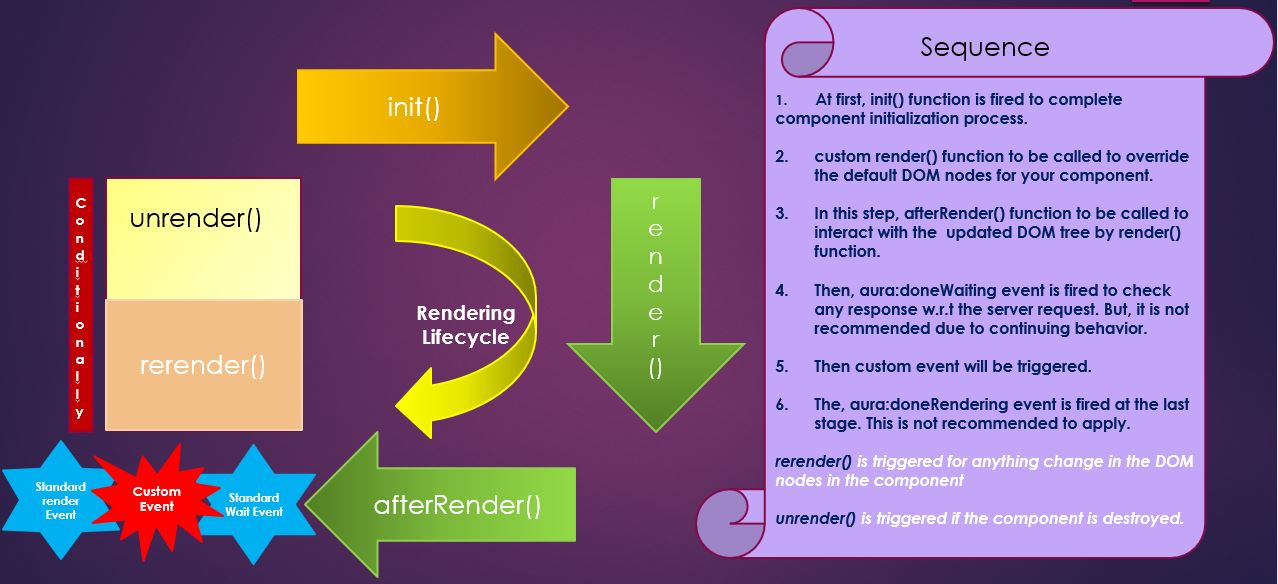 init()
Conditionally
unrender()
rerender()
Rendering
Lifecycle
render()
afterRender()
Standard
render
Event
Custom
Event
Standard
Wait Event
Sequence
1. At first, init() function is fired to complete
component initialization process.
2. custom render() function to be called to override
the default DOM nodes for your component.
3. In this step, afterRender() function to be called to
interact with the updated DOM tree by render()
function.
4. Then, aura:doneWaiting event is fired to check
any response w.r.t the server request. But, it is not
recommended due to continuing behavior.
5. Then custom event will be triggered.
6. The, aura:doneRendering event is fired at the last
stage. This is not recommended to apply.
rerender() is triggered for anything change in the DOM
nodes in the component
unrender() is triggered if the component is destroyed.